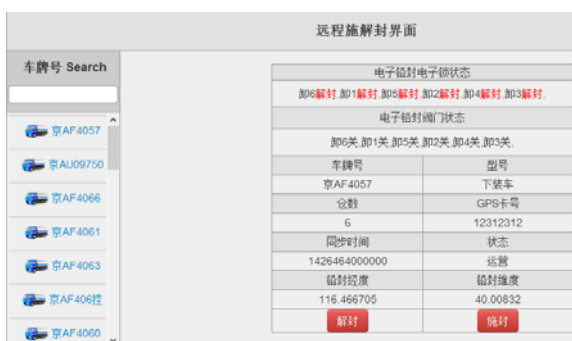 远程施解封界面
车牌号 Search
京AF4057
京AU09750
京AF4066
京AF4061
京AF4063
京AF406挂
京AF4060
电子铅封电子锁状态
卸6解封,卸1解封,卸5解封,卸2解封,卸4解封,卸3解封,
电子铅封阀门状态
卸6关,卸1关,卸5关,卸2关,卸4关,卸3关,
车牌号 型号
京AF4057 下装车
仓数 GPS卡号
6 12312312
同步时间 状态
1426464000000 运营
铅封经度 铅封维度
116.466705 40.00832
解封 施封